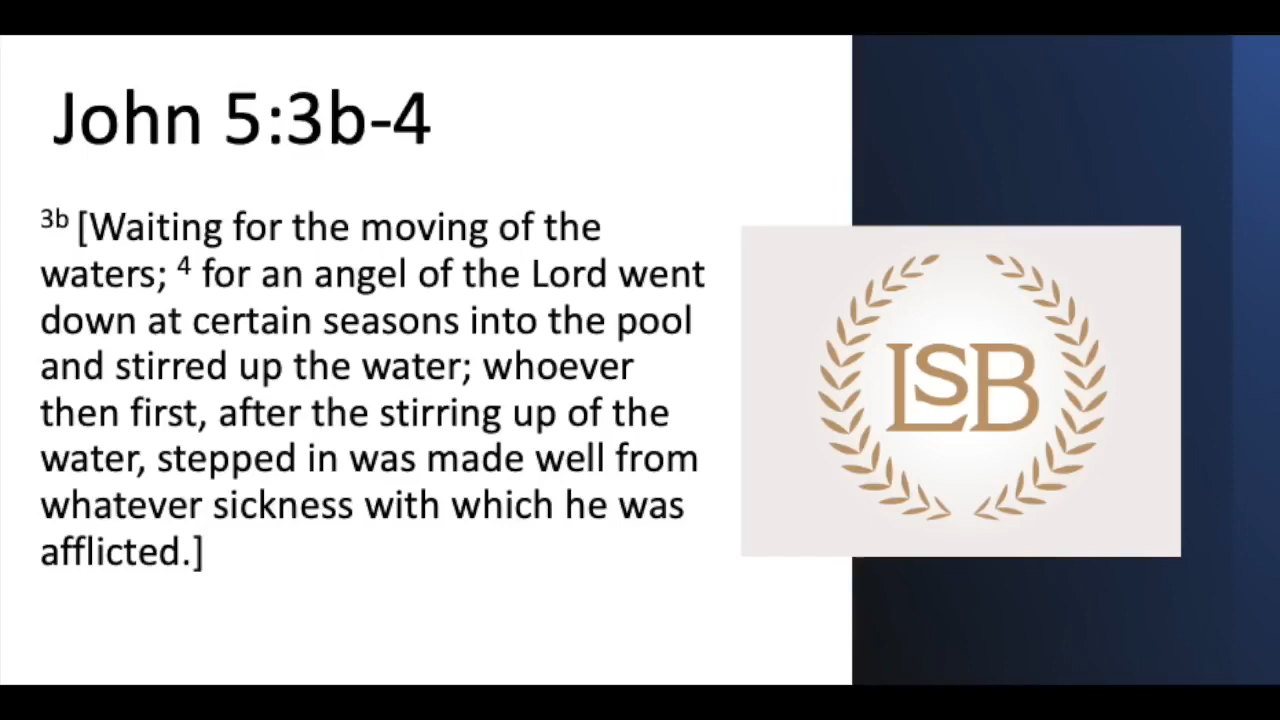 John 5:3b-4
3b [Waiting for the moving of the
waters; 4 for an angel of the Lord went
down at certain seasons into the pool
and stirred up the water; whoever
then first, after the stirring up of the
water, stepped in was made well from
whatever sickness with which he was
afflicted.]
LSB